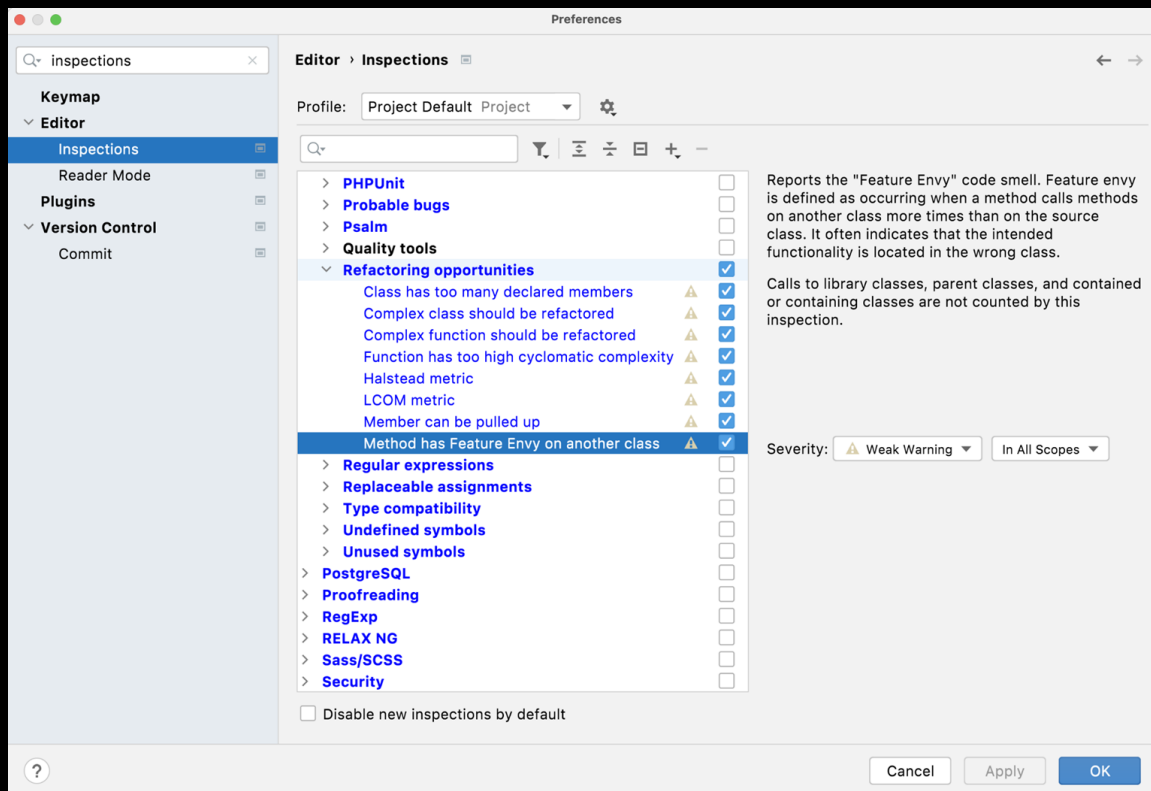 Preferences
inspections
Keymap
Editor
Inspections
Reader Mode
Plugins
Version Control
Commit
Editor › Inspections
Profile: Project Default Project
PHPUnit
Probable bugs
Psalm
Quality tools
Refactoring opportunities
Class has too many declared members
Complex class should be refactored
Complex function should be refactored
Function has too high cyclomatic complexity
Halstead metric
LCOM metric
Member can be pulled up
Method has Feature Envy on another class
Regular expressions
Replaceable assignments
Type compatibility
Undefined symbols
Unused symbols
PostgreSQL
Proofreading
RegExp
RELAX NG
Sass/SCSS
Security
Disable new inspections by default
Reports the "Feature Envy" code smell. Feature envy
is defined as occurring when a method calls methods
on another class more times than on the source
class. It often indicates that the intended
functionality is located in the wrong class.
Calls to library classes, parent classes, and contained
or containing classes are not counted by this
inspection.
Severity: Weak Warning In All Scopes
?
Cancel Apply OK